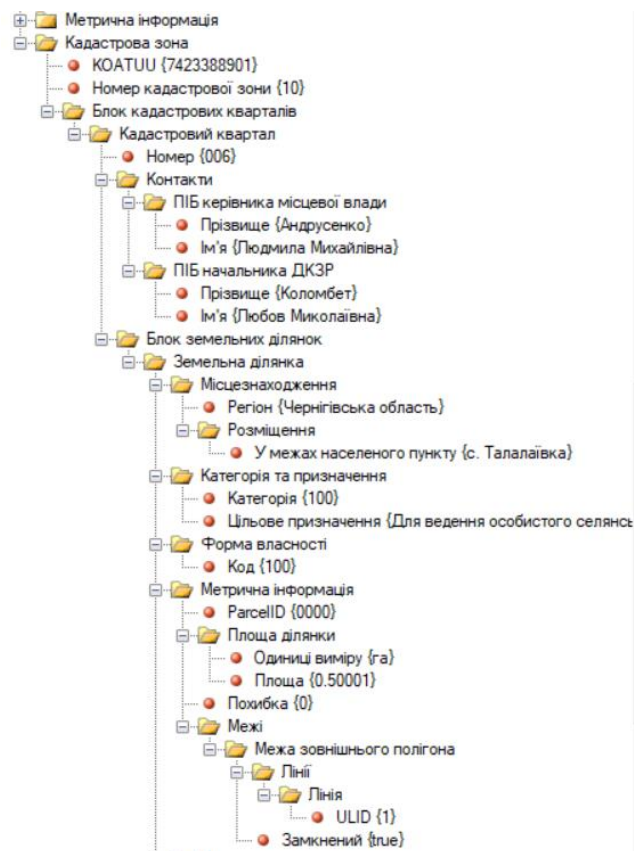 Метрична інформація
Кадастрова зона
KOATUU {7423388901}
Номер кадастрової зони {10}
Блок кадастрових кварталів
Кадастровий квартал
Номер {006}
Контакти
ПІБ керівника місцевої влади
Прізвище {Андрусенко}
Ім'я {Людмила Михайлівна}
ПІБ начальника ДКЗР
Прізвище {Коломбет}
Ім'я {Любов Миколаївна}
Блок земельних ділянок
Земельна ділянка
Місцезнаходження
Регіон {Чернігівська область}
Розміщення
У межах населеного пункту {с. Талалаївка}
Категорія та призначення
Категорія {100}
Цільове призначення {Для ведення особистого селянсь
Форма власності
Код {100}
Метрична інформація
ParcelID {0000}
Площа ділянки
Одиниці виміру {га}
Площа {0.50001}
Похибка {0}
Межі
Межа зовнішнього полігона
Лінії
Лінія
ULID {1}
Замкнений {true}